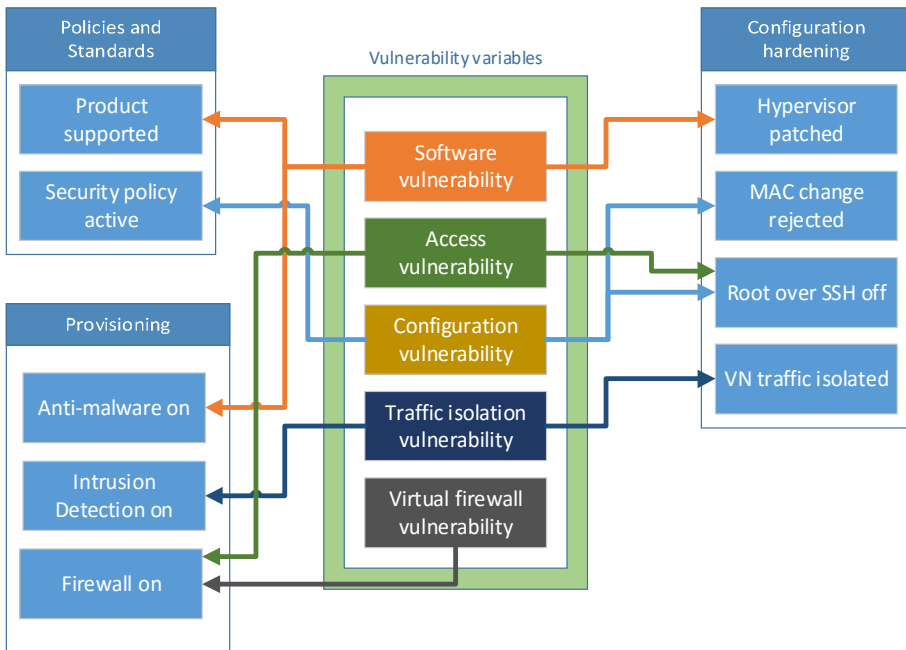 Policies and
Standards
Product
supported
Security policy
active
Provisioning
Anti-malware on
Intrusion
Detection on
Firewall on
Vulnerability variables
Software
vulnerability
Access
vulnerability
Configuration
vulnerability
Traffic isolation
vulnerability
Virtual firewall
vulnerability
Configuration
hardening
Hypervisor
patched
MAC change
rejected
Root over SSH off
VN traffic isolated